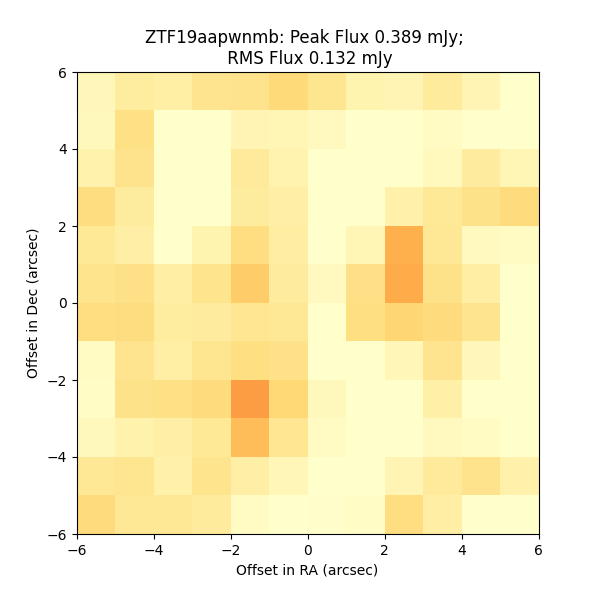 ZTF19aapwnmb: Peak Flux 0.389 mJy;
RMS Flux 0.132 mJy
6
4
2
0
−2
−4
−6
Offset in Dec (arcsec)
−6 −4 −2 0 2 4 6
Offset in RA (arcsec)